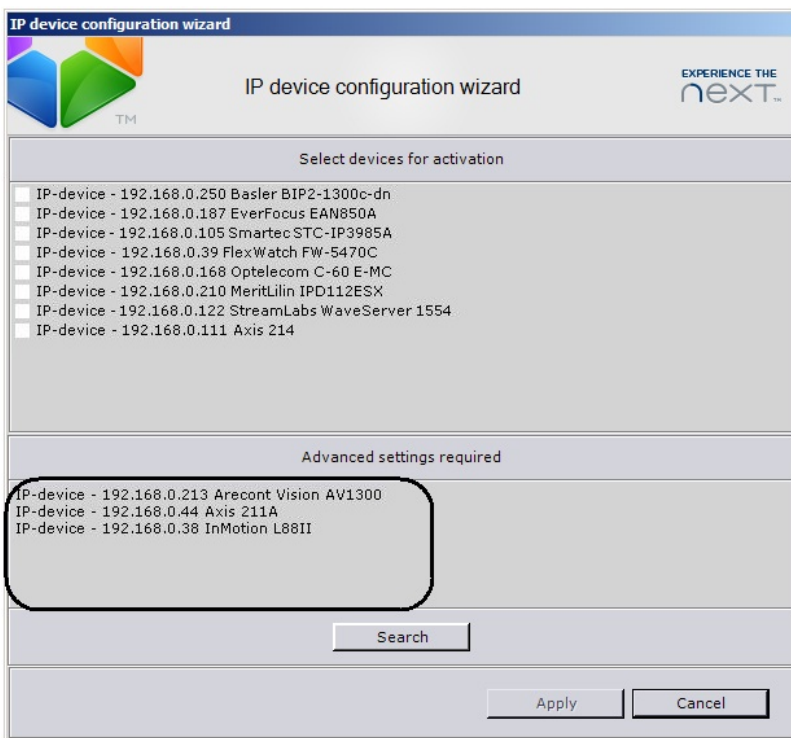 IP device configuration wizard
TM
IP device configuration wizard
EXPERIENCE THE
next™
Select devices for activation
IP-device - 192.168.0.250 Basler BIP2-1300c-dn
IP-device - 192.168.0.187 EverFocus EAN850A
IP-device - 192.168.0.105 Smartec STC-IP3985A
IP-device - 192.168.0.39 FlexWatch FW-5470C
IP-device - 192.168.0.168 Optelecom C-60 E-MC
IP-device - 192.168.0.210 MeritLilin IPD112ESX
IP-device - 192.168.0.122 StreamLabs WaveServer 1554
IP-device - 192.168.0.111 Axis 214
Advanced settings required
IP-device - 192.168.0.213 Arecont Vision AV1300
IP-device - 192.168.0.44 Axis 211A
IP-device - 192.168.0.38 InMotion L88II
Search
Apply
Cancel